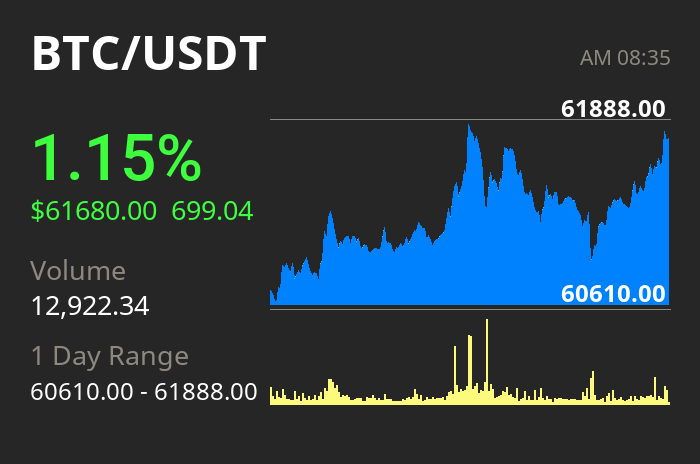 BTC/USDT
AM 08:35
61888.00
1.15%
$61680.00 699.04
Volume
12,922.34
60610.00
1 Day Range
60610.00 - 61888.00